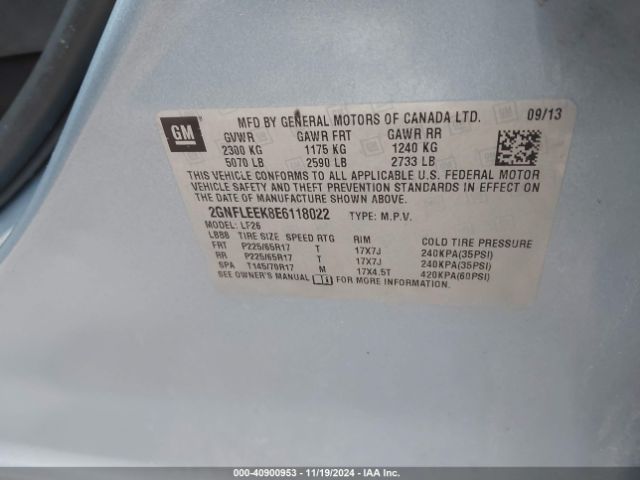 GM
MFD BY GENERAL MOTORS OF CANADA LTD. 09/13
GVWR GAWR FRT GAWR RR
2300 KG 1175 KG 1240 KG
5070 LB 2590 LB 2733 LB
THIS VEHICLE CONFORMS TO ALL APPLICABLE U.S. FEDERAL MOTOR
VEHICLE SAFETY AND THEFT PREVENTION STANDARDS IN EFFECT ON
THE DATE OF MANUFACTURE SHOWN ABOVE.
2GNFLEEK8E6118022 TYPE: M.P.V.
MODEL: LF26
LBB8 TIRE SIZE SPEED RTG RIM COLD TIRE PRESSURE
FRT P225/65R17 T 17X7J 240KPA(35PSI)
RR P225/65R17 T 17X7J 240KPA(35PSI)
SPA T145/70R17 M 17X4.5T 420KPA(60PSI)
SEE OWNER'S MANUAL FOR MORE INFORMATION.
000-40900953 - 11/19/2024 - IAA Inc.